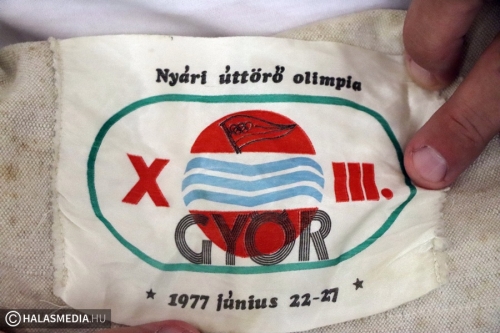 Nyári úttörő olimpia
X III.
GYŐR
* 1977 június 22-27 *
© HALASMEDIA.HU